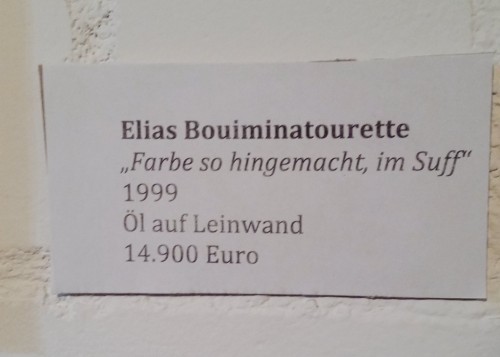 Elias Bouiminatourette
„Farbe so hingemacht, im Suff“
1999
Öl auf Leinwand
14.900 Euro